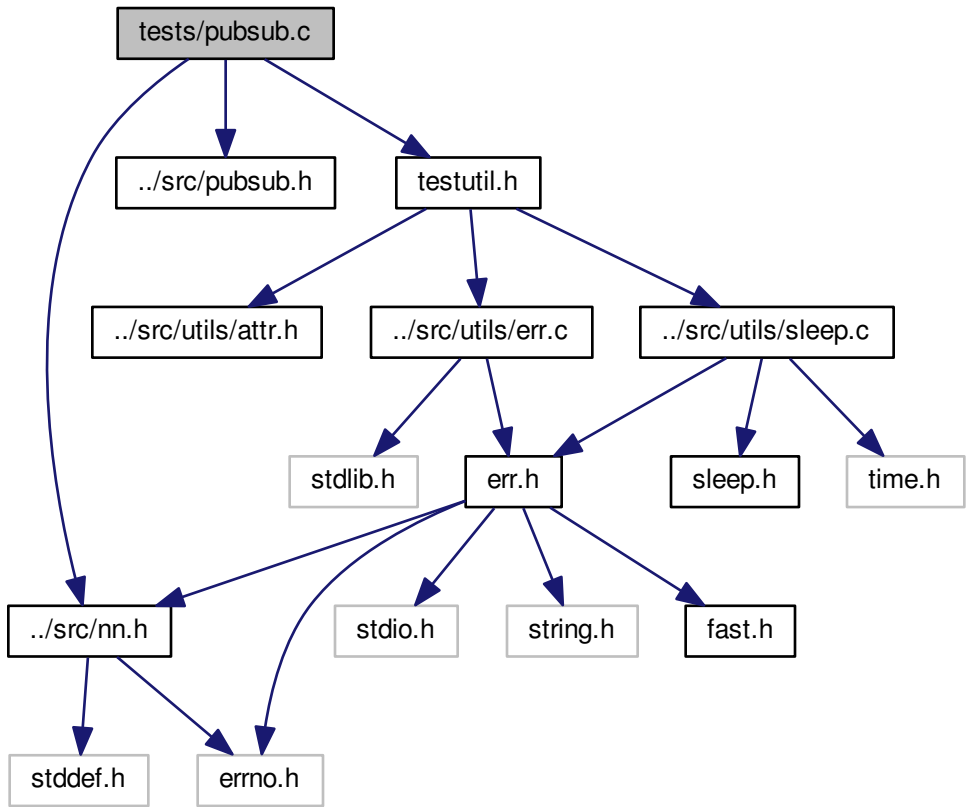 tests/pubsub.c
../src/pubsub.h
testutil.h
../src/utils/attr.h
../src/utils/err.c
../src/utils/sleep.c
stdlib.h
err.h
sleep.h
time.h
../src/nn.h
stdio.h
string.h
fast.h
stddef.h
errno.h